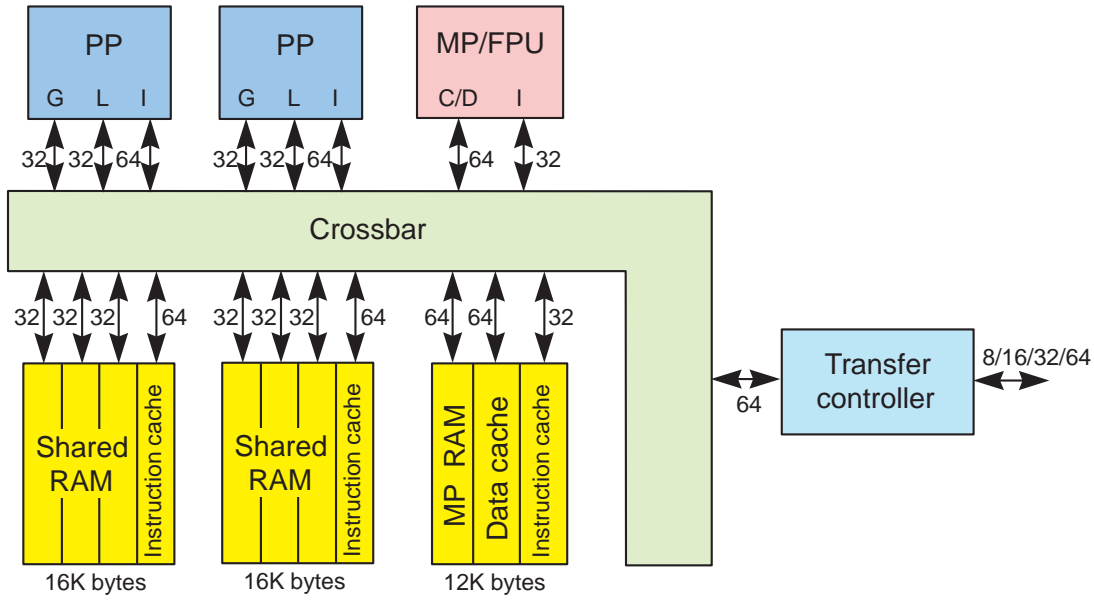 PP
PP
MP/FPU
G L I
G L I
C/D I
32 32 64
32 32 64
64 32
Crossbar
32 32 32 64
32 32 32 64
64 64 32
Transfer
controller
8/16/32/64
64
Shared
RAM
Instruction cache
Shared
RAM
Instruction cache
MP RAM
Data cache
Instruction cache
16K bytes
16K bytes
12K bytes